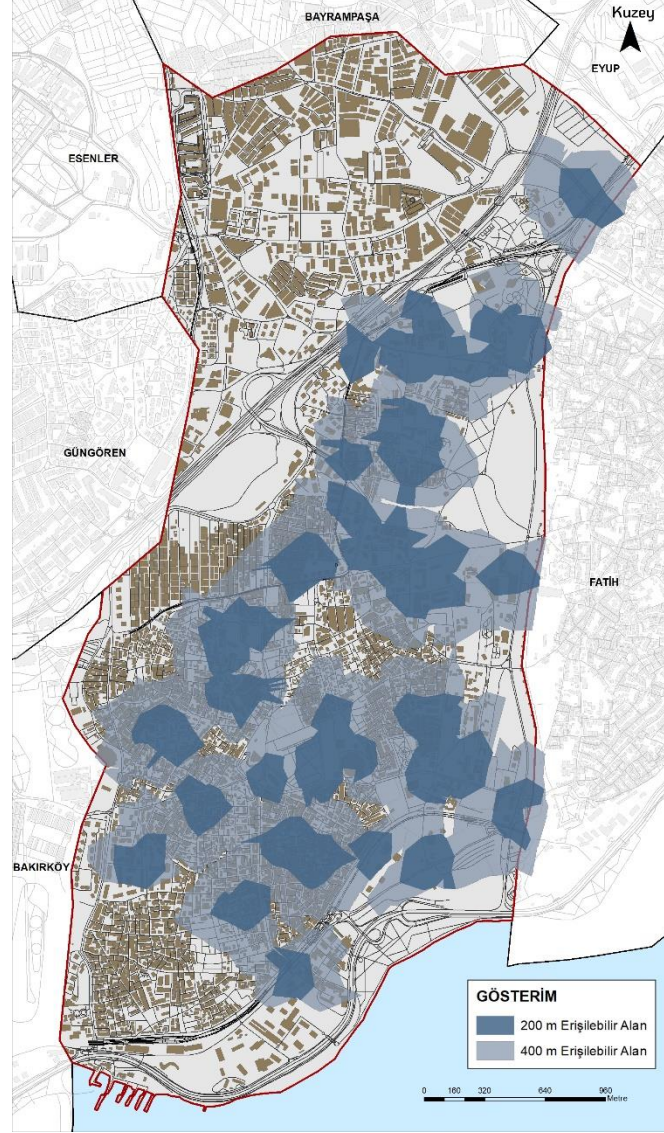 BAYRAMPAŞA
Kuzey
EYUP
ESENLER
GÜNGÖREN
FATİH
BAKIRKÖY
GÖSTERİM
200 m Erişilebilir Alan
400 m Erişilebilir Alan
0 160 320 640 960
Metre